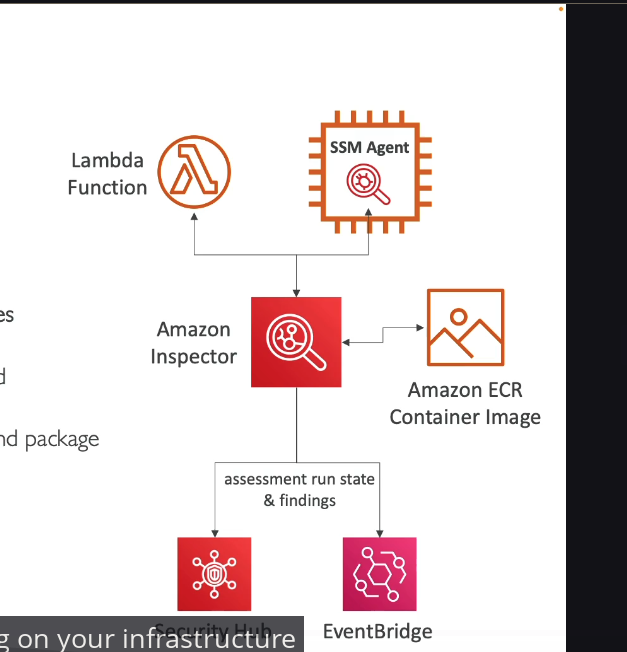 Lambda
Function
SSM Agent
es
Amazon
Inspector
d
Amazon ECR
Container Image
nd package
assessment run state
& findings
Security Hub
EventBridge
g on your infrastructure